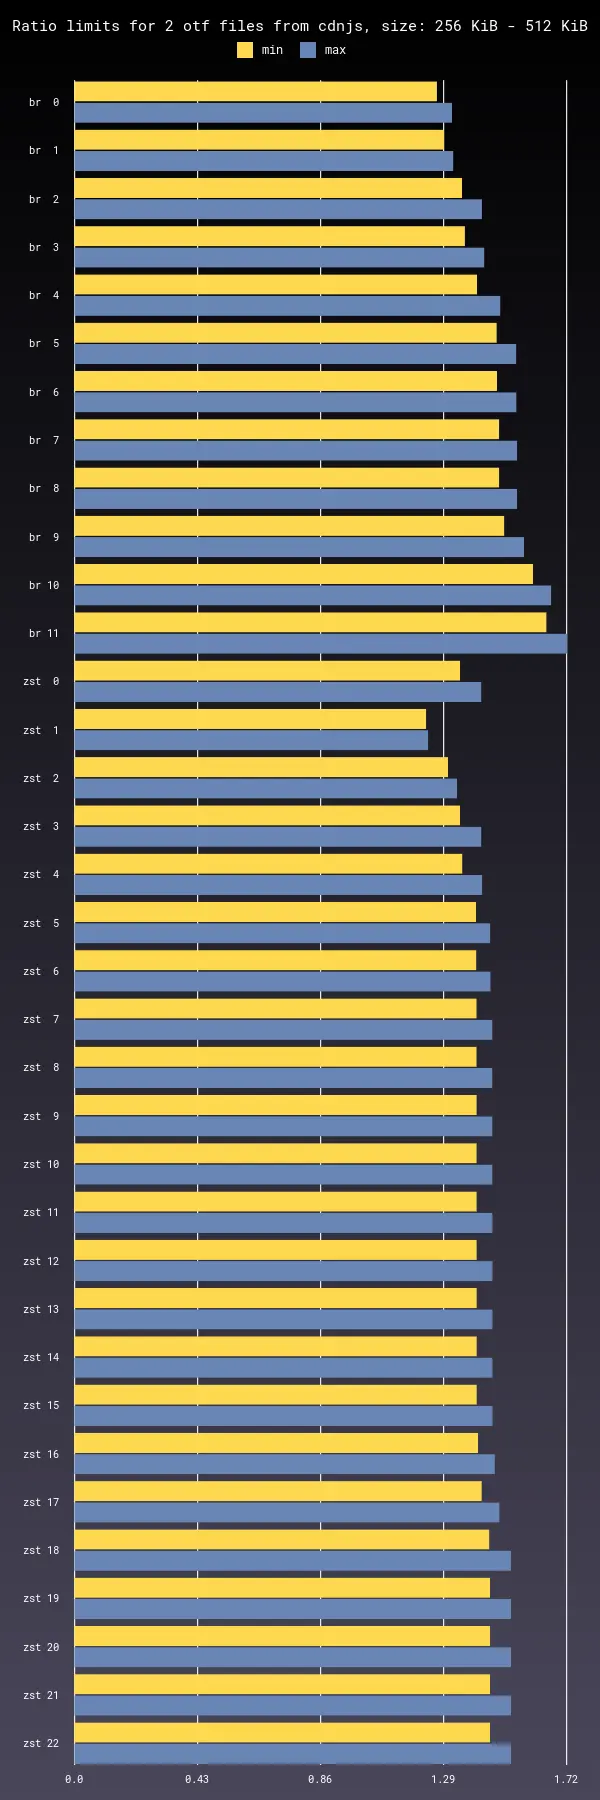 Ratio limits for 2 otf files from cdnjs, size: 256 KiB - 512 KiB
min max
br 0
br 1
br 2
br 3
br 4
br 5
br 6
br 7
br 8
br 9
br 10
br 11
zst 0
zst 1
zst 2
zst 3
zst 4
zst 5
zst 6
zst 7
zst 8
zst 9
zst 10
zst 11
zst 12
zst 13
zst 14
zst 15
zst 16
zst 17
zst 18
zst 19
zst 20
zst 21
zst 22
0.0 0.43 0.86 1.29 1.72